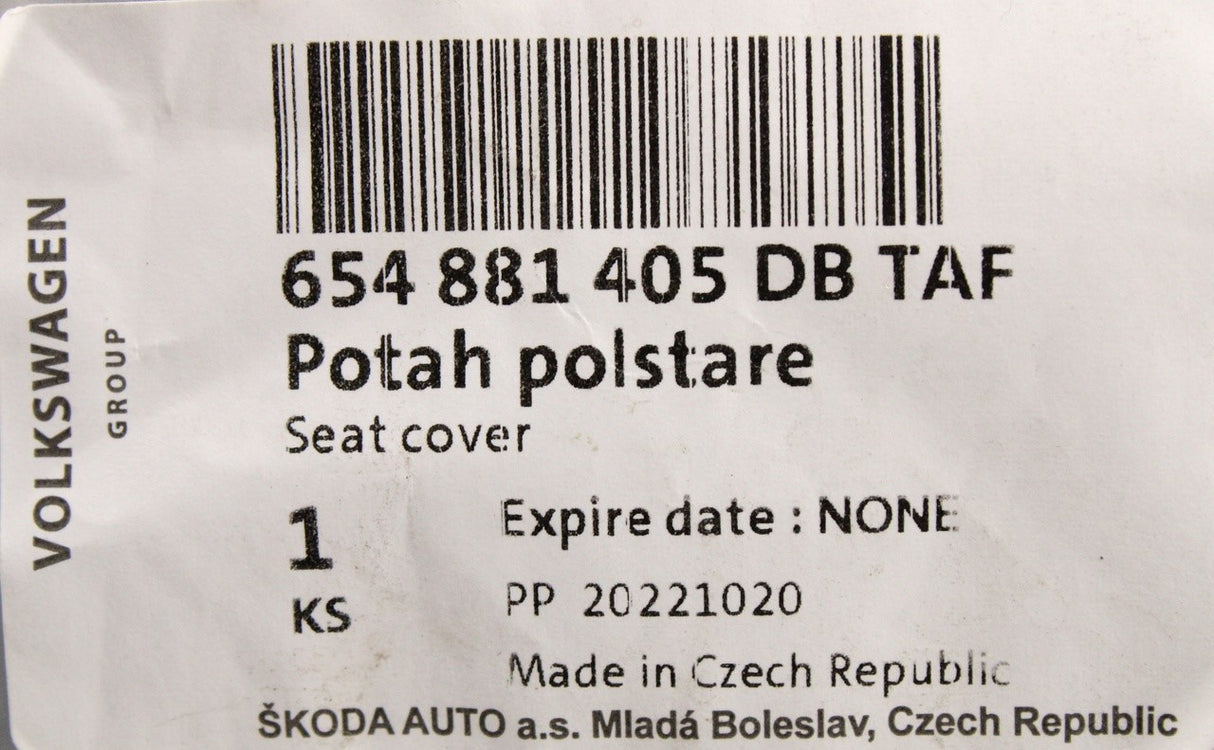 VOLKSWAGEN
GROUP
654 881 405 DB TAF
Potah polstare
Seat cover
1
KS
Expire date : NONE
PP 20221020
Made in Czech Republic
ŠKODA AUTO a.s. Mladá Boleslav, Czech Republic